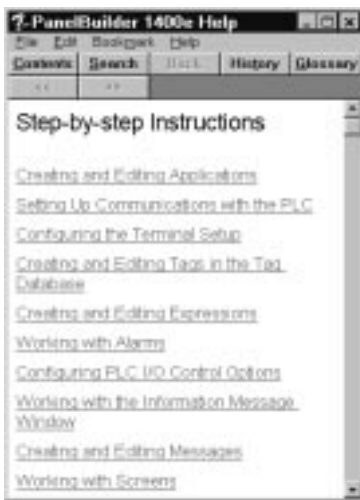 PanelBuilder 1400e Help
File Edit Bookmark Help
Contents Search Back History Glossary
<< >>
Step-by-step Instructions
Creating and Editing Applications
Setting Up Communications with the PLC
Configuring the Terminal Setup
Creating and Editing Tags in the Tag
Database
Creating and Editing Expressions
Working with Alarms
Configuring PLC I/O Control Options
Working with the Information Message
Window
Creating and Editing Messages
Working with Screens